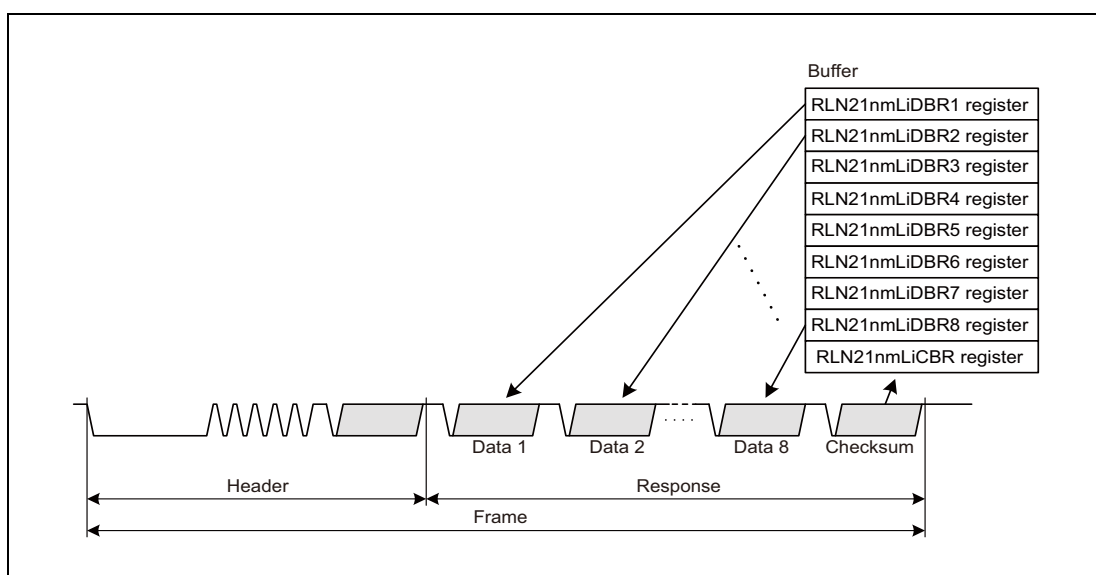 Buffer
RLN21nmLiDBR1 register
RLN21nmLiDBR2 register
RLN21nmLiDBR3 register
RLN21nmLiDBR4 register
RLN21nmLiDBR5 register
RLN21nmLiDBR6 register
RLN21nmLiDBR7 register
RLN21nmLiDBR8 register
RLN21nmLiCBR register
Data 1 Data 2 Data 8 Checksum
Header Response
Frame